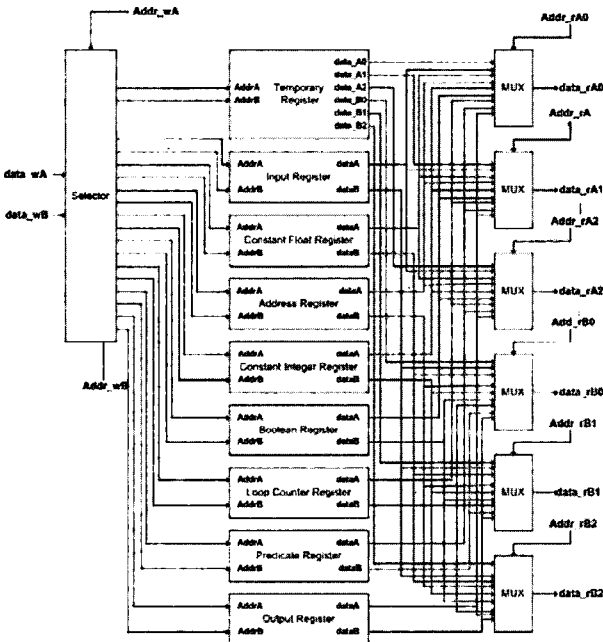 Addr_wA
Addr_rA0
data_wA
data_wB
Selector
Addr_wB
AddrA
AddrB
Temporary
Register
data_A0
data_A1
data_A2
data_B0
data_B1
data_B2
AddrA
AddrB
Input Register
dataA
dataB
AddrA
AddrB
Constant Float Register
dataA
dataB
AddrA
AddrB
Address Register
dataA
dataB
AddrA
AddrB
Constant Integer Register
dataA
dataB
AddrA
AddrB
Boolean Register
dataA
dataB
AddrA
AddrB
Loop Counter Register
dataA
dataB
AddrA
AddrB
Predicate Register
dataA
dataB
AddrA
AddrB
Output Register
dataA
dataB
MUX
data_rA0
Addr_rA
MUX
data_rA1
Addr_rA2
MUX
data_rA2
Add_rB0
MUX
data_rB0
Addr_rB1
MUX
data_rB1
Addr_rB2
MUX
data_rB2